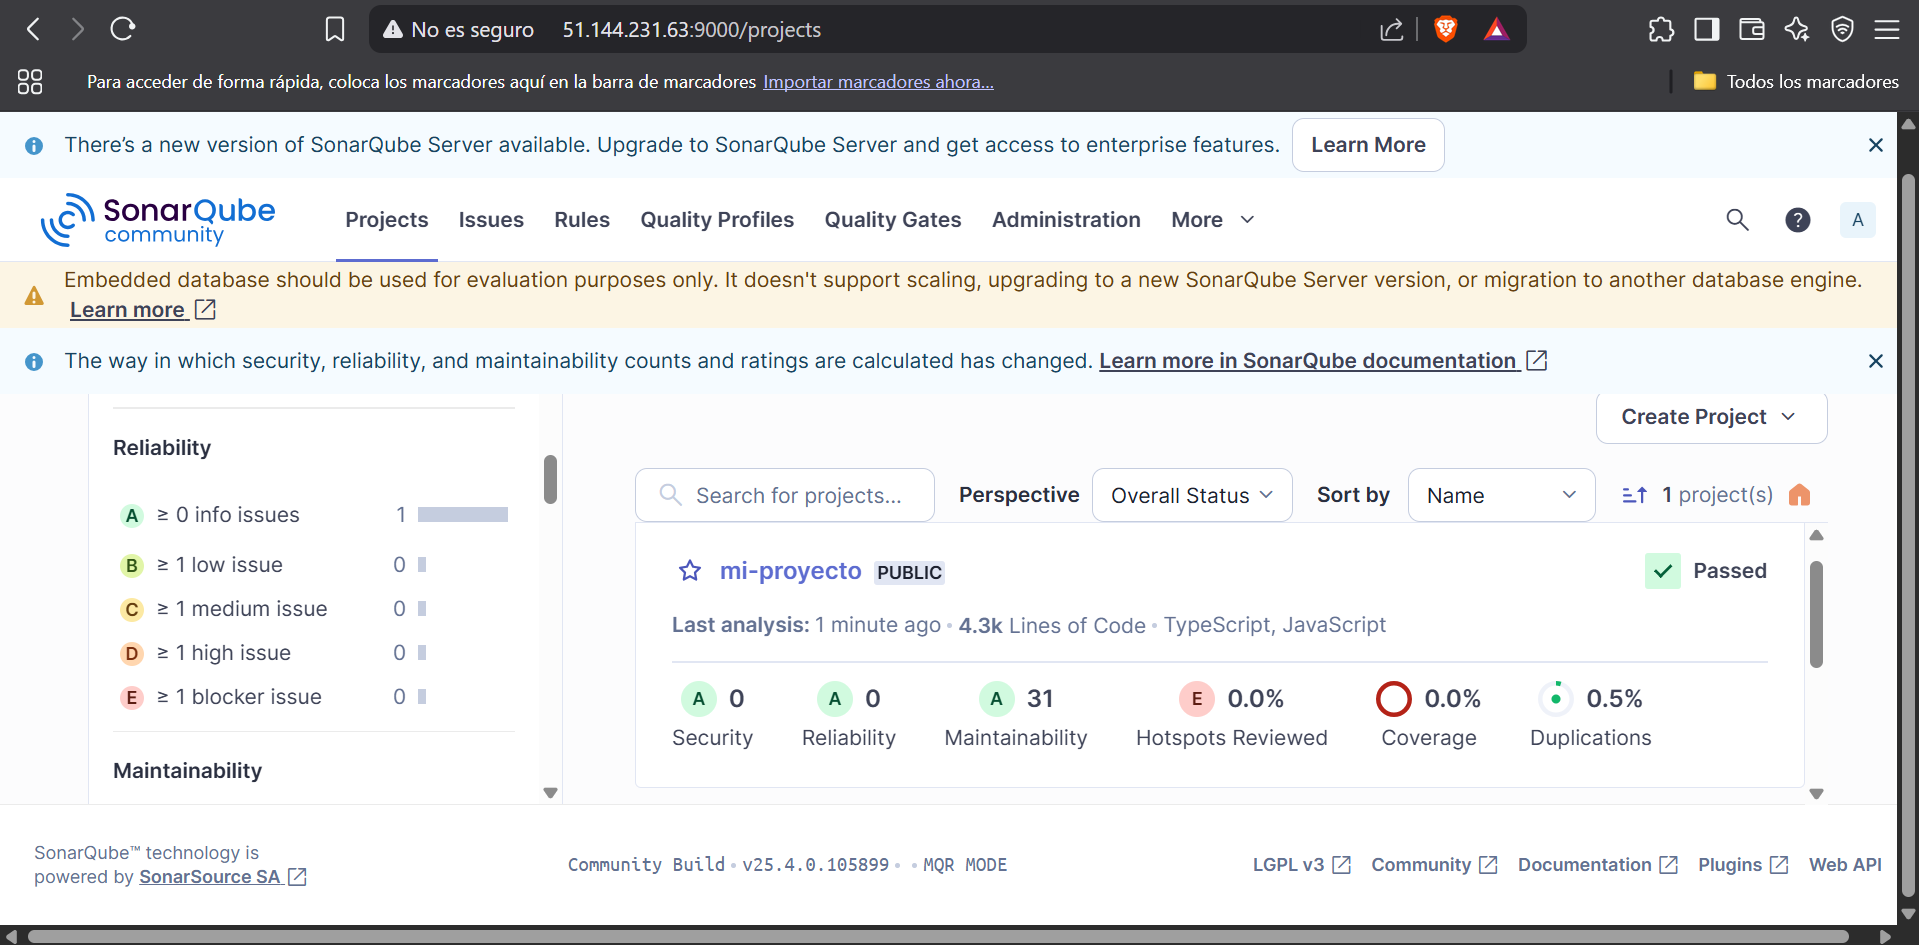 No es seguro 51.144.231.63:9000/projects
Para acceder de forma rápida, coloca los marcadores aquí en la barra de marcadores Importar marcadores ahora... Todos los marcadores
There's a new version of SonarQube Server available. Upgrade to SonarQube Server and get access to enterprise features. Learn More
SonarQube community
Projects Issues Rules Quality Profiles Quality Gates Administration More ? A
Embedded database should be used for evaluation purposes only. It doesn't support scaling, upgrading to a new SonarQube Server version, or migration to another database engine.
Learn more
The way in which security, reliability, and maintainability counts and ratings are calculated has changed. Learn more in SonarQube documentation
Reliability
A ≥ 0 info issues 1
B ≥ 1 low issue 0
C ≥ 1 medium issue 0
D ≥ 1 high issue 0
E ≥ 1 blocker issue 0
Maintainability
Create Project
Search for projects... Perspective Overall Status Sort by Name 1 project(s)
mi-proyecto PUBLIC Passed
Last analysis: 1 minute ago • 4.3k Lines of Code • TypeScript, JavaScript
A 0 A 0 A 31 E 0.0% 0.0% 0.5%
Security Reliability Maintainability Hotspots Reviewed Coverage Duplications
SonarQube™ technology is
powered by SonarSource SA
Community Build • v25.4.0.105899 • • MQR MODE
LGPL v3 Community Documentation Plugins Web API